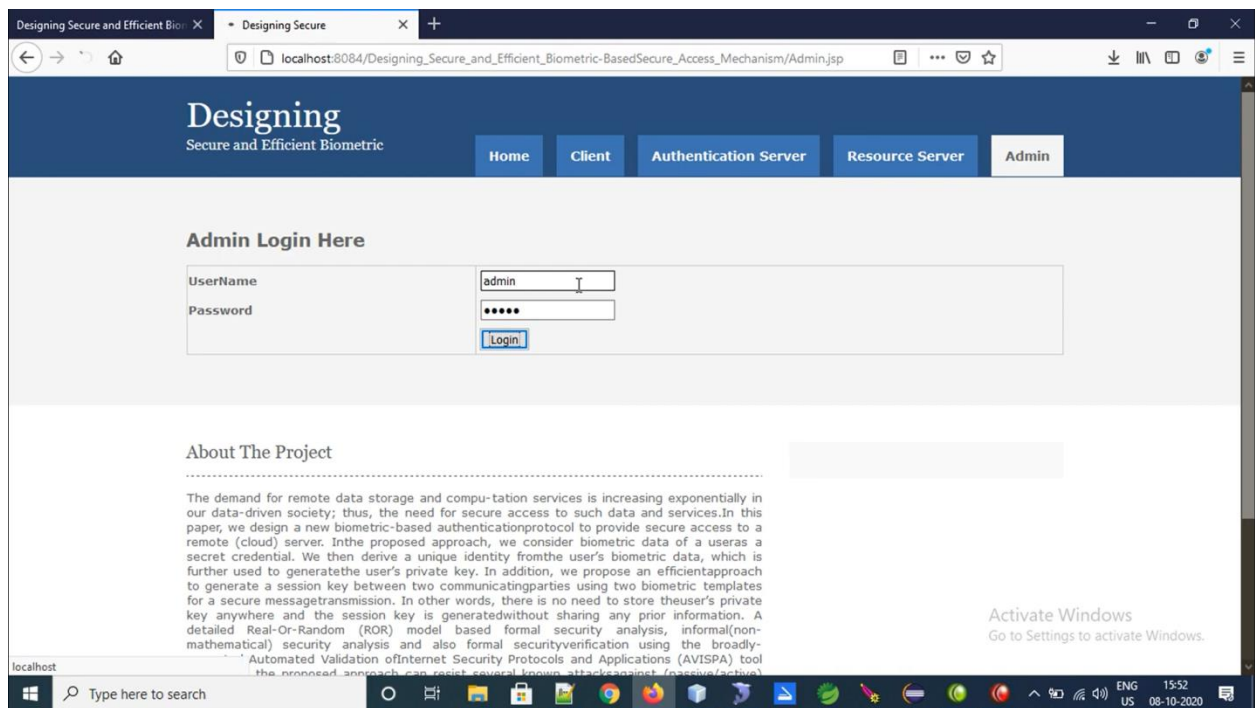 Designing Secure and Efficient Bion
Designing Secure
localhost:8084/Designing_Secure_and_Efficient_Biometric-BasedSecure_Access_Mechanism/Admin.jsp
Designing
Secure and Efficient Biometric
Home
Client
Authentication Server
Resource Server
Admin
Admin Login Here
UserName
admin
Password
•••••
Login
About The Project
The demand for remote data storage and compu-tation services is increasing exponentially in
our data-driven society; thus, the need for secure access to such data and services.In this
paper, we design a new biometric-based authenticationprotocol to provide secure access to a
remote (cloud) server. Inthe proposed approach, we consider biometric data of a useras a
secret credential. We then derive a unique identity fromthe user's biometric data, which is
further used to generatethe user's private key. In addition, we propose an efficientapproach
to generate a session key between two communicatingparties using two biometric templates
for a secure messagetransmission. In other words, there is no need to store theuser's private
key anywhere and the session key is generatedwithout sharing any prior information. A
detailed Real-Or-Random (ROR) model based formal security analysis, informal(non-
mathematical) security analysis and also formal securityverification using the broadly-
Automated Validation ofInternet Security Protocols and Applications (AVISPA) tool
the proposed approach can resist several known attacksagainst (passive/active)
Activate Windows
Go to Settings to activate Windows.
localhost
Type here to search
ENG
US
15:52
08-10-2020